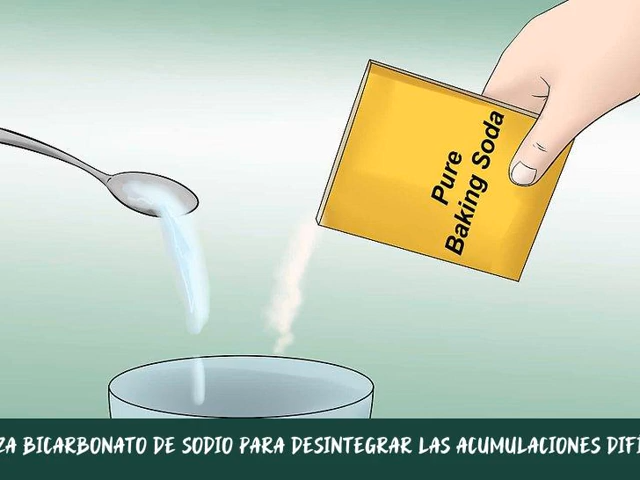 Pure
Baking Soda
ZA BICARBONATO DE SODIO PARA DESINTEGRAR LAS ACUMULACIONES DIFI